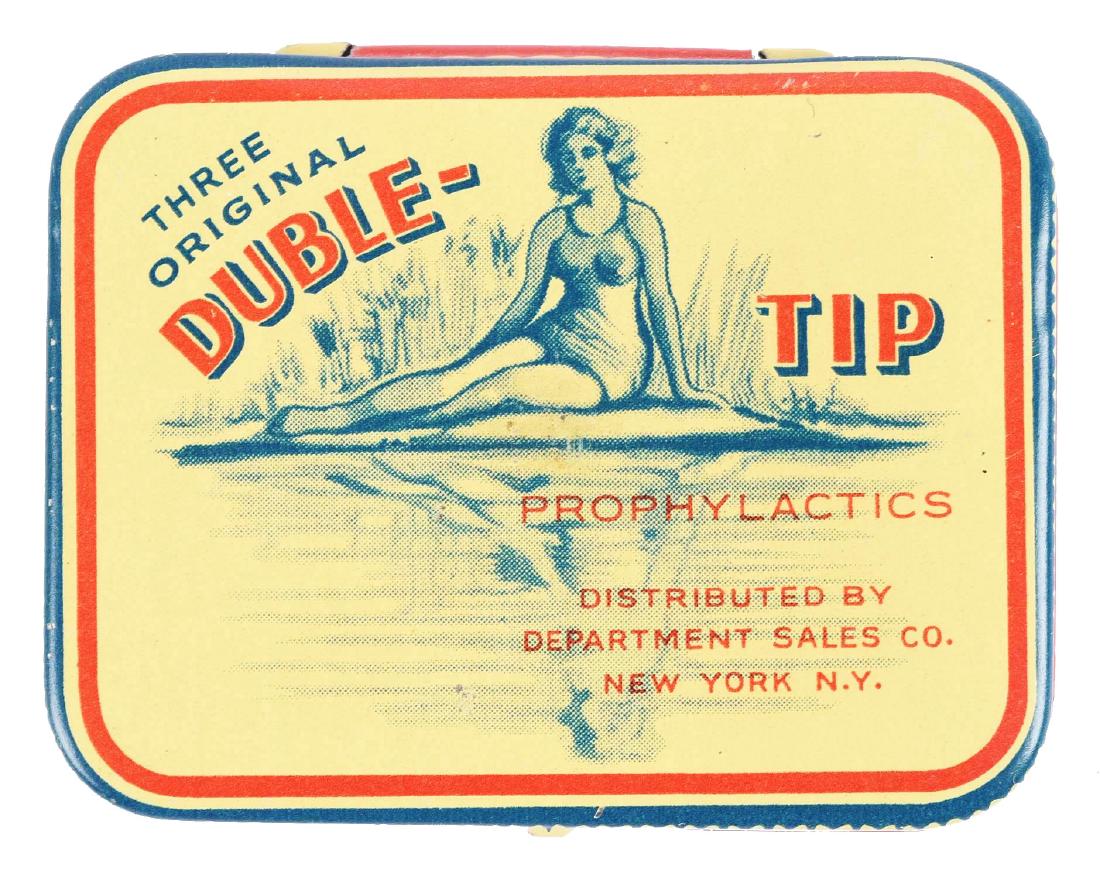 THREE
ORIGINAL
DUBLE-
TIP
PROPHYLACTICS
DISTRIBUTED BY
DEPARTMENT SALES CO.
NEW YORK N.Y.